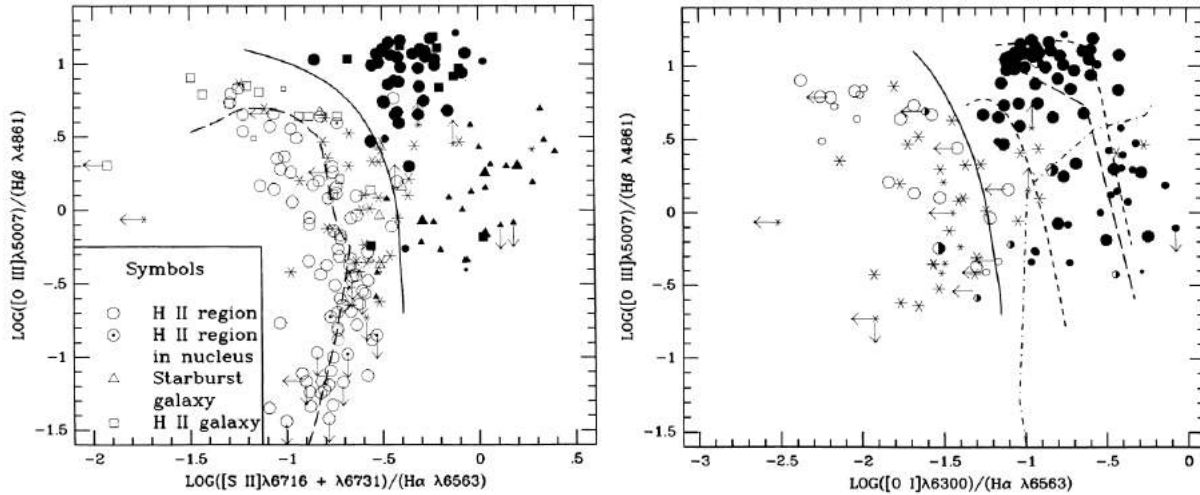 1
.5
0
-.5
-1
-1.5
LOG([O III]λ5007)/(Hβ λ4861)
Symbols
H II region
H II region
in nucleus
Starburst
galaxy
H II galaxy
-2
-1.5
-1
-.5
0
.5
LOG([S II]λ6716 + λ6731)/(Hα λ6563)
1
.5
0
-.5
-1
-1.5
LOG([O III]λ5007)/(Hβ λ4861)
-3
-2.5
-2
-1.5
-1
-.5
0
LOG([O I]λ6300)/(Hα λ6563)